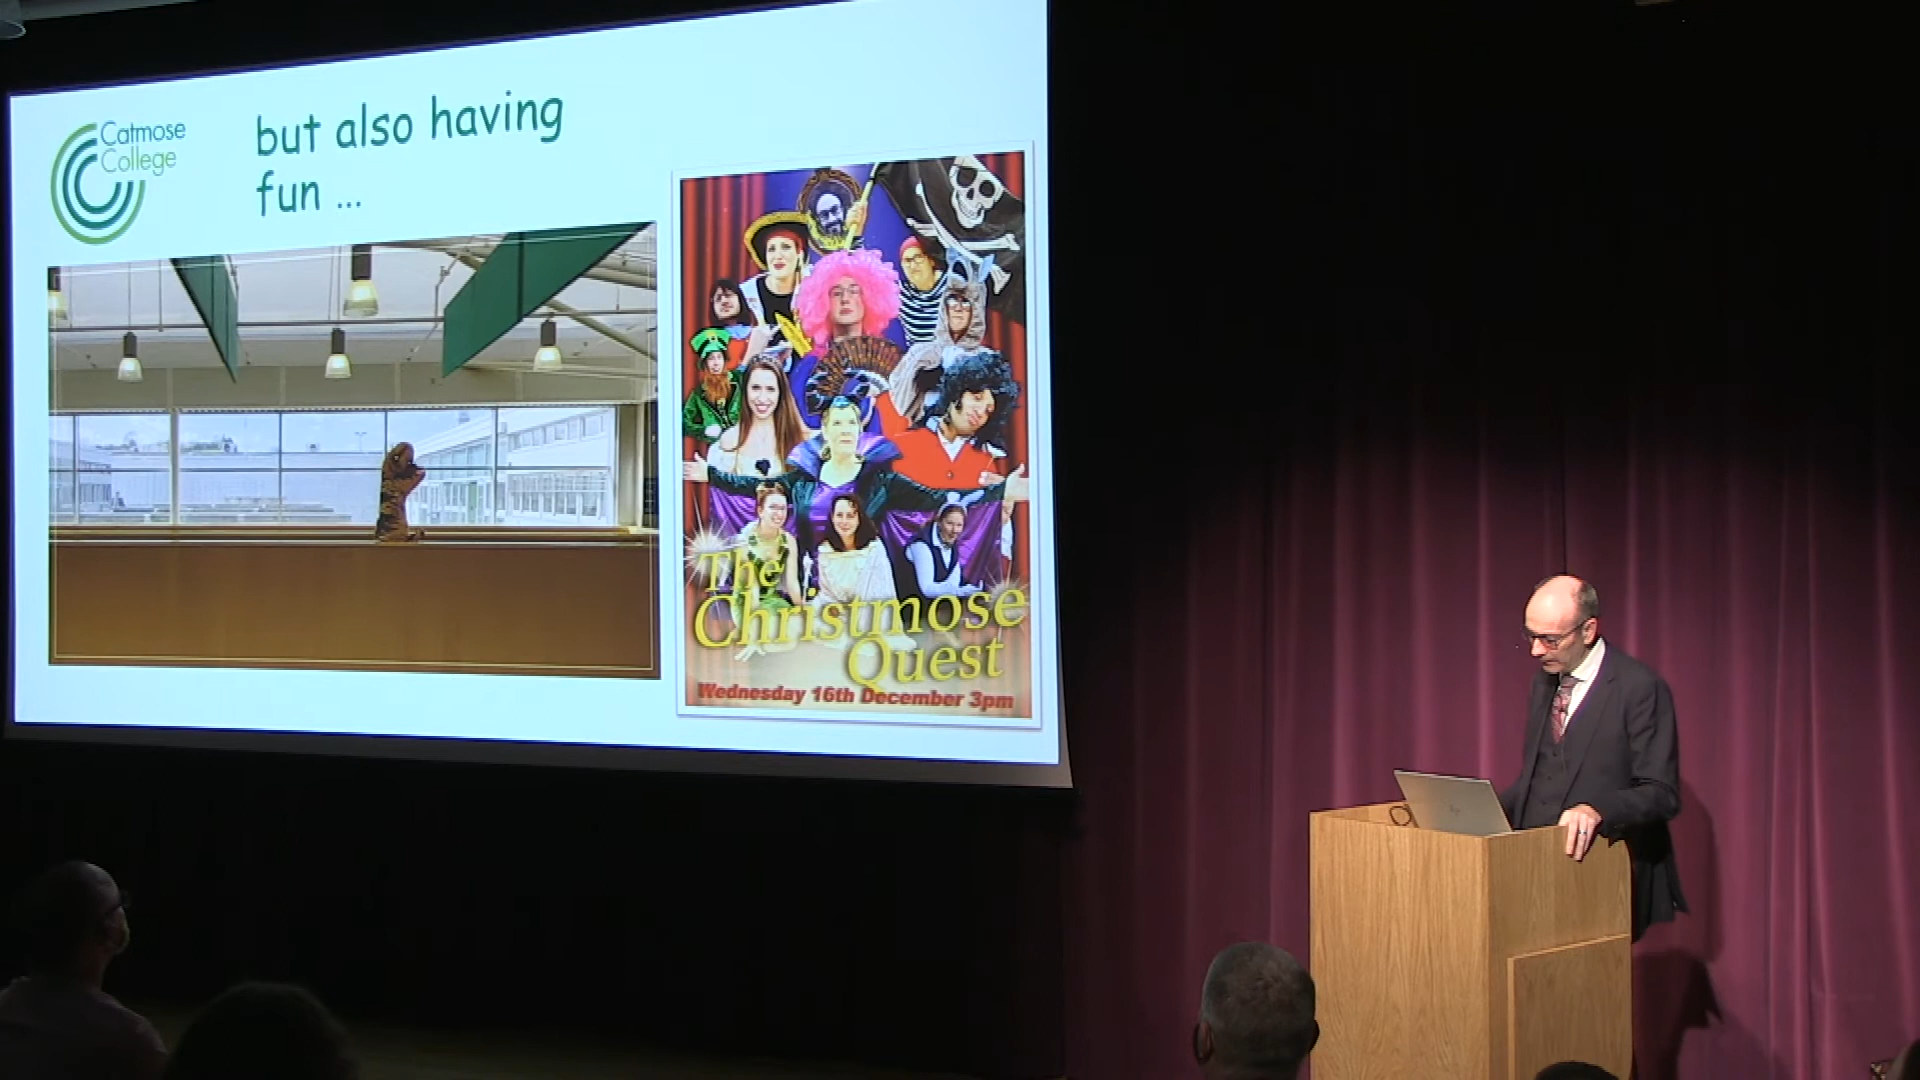 Catmose
College
but also having
fun ...
The
Christmose
Quest
Wednesday 16th December 3pm